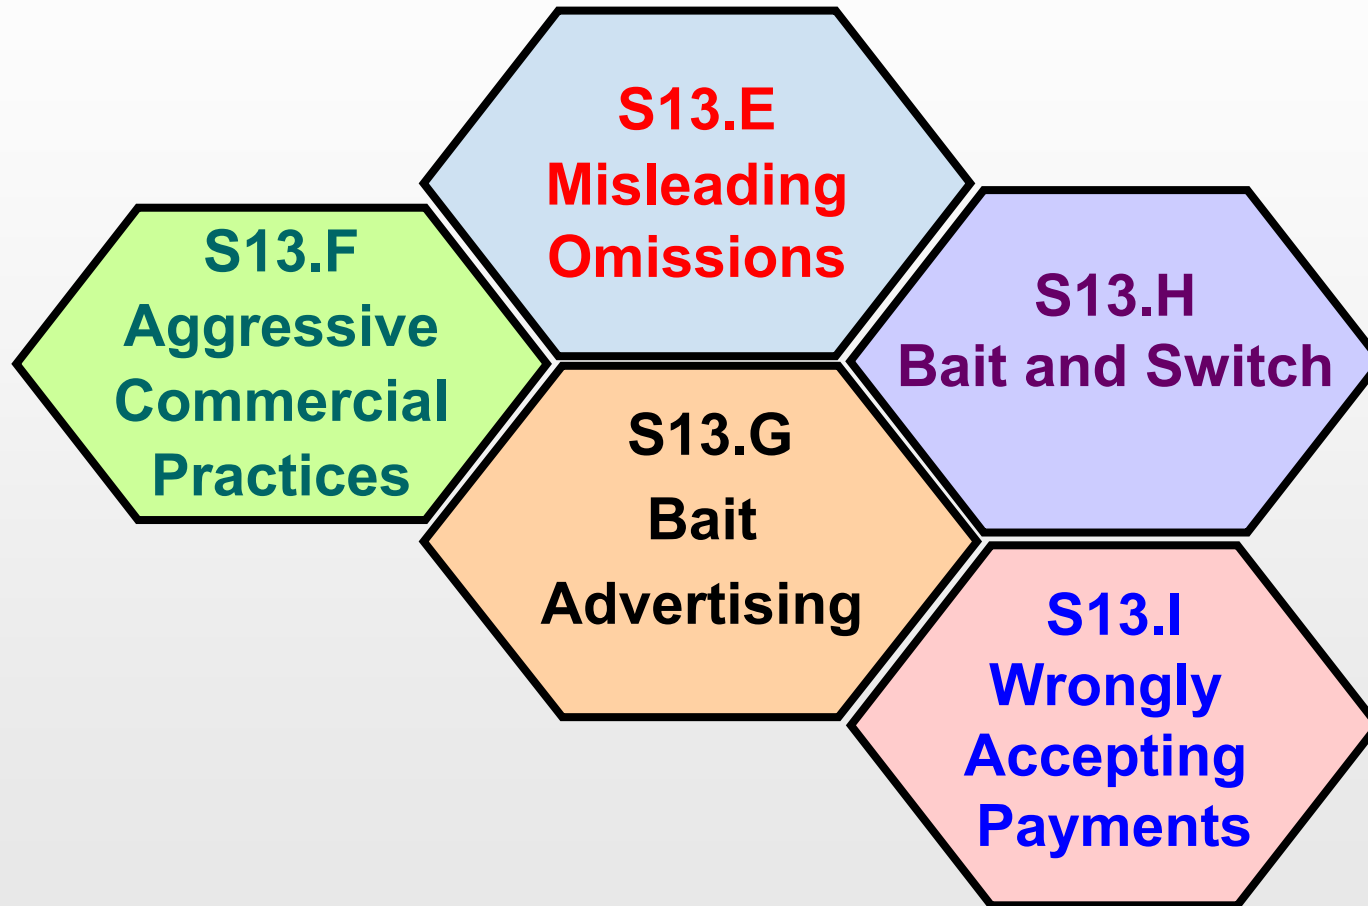 S13.E
Misleading
Omissions
S13.F
Aggressive
Commercial
Practices
S13.H
Bait and Switch
S13.G
Bait
Advertising
S13.I
Wrongly
Accepting
Payments